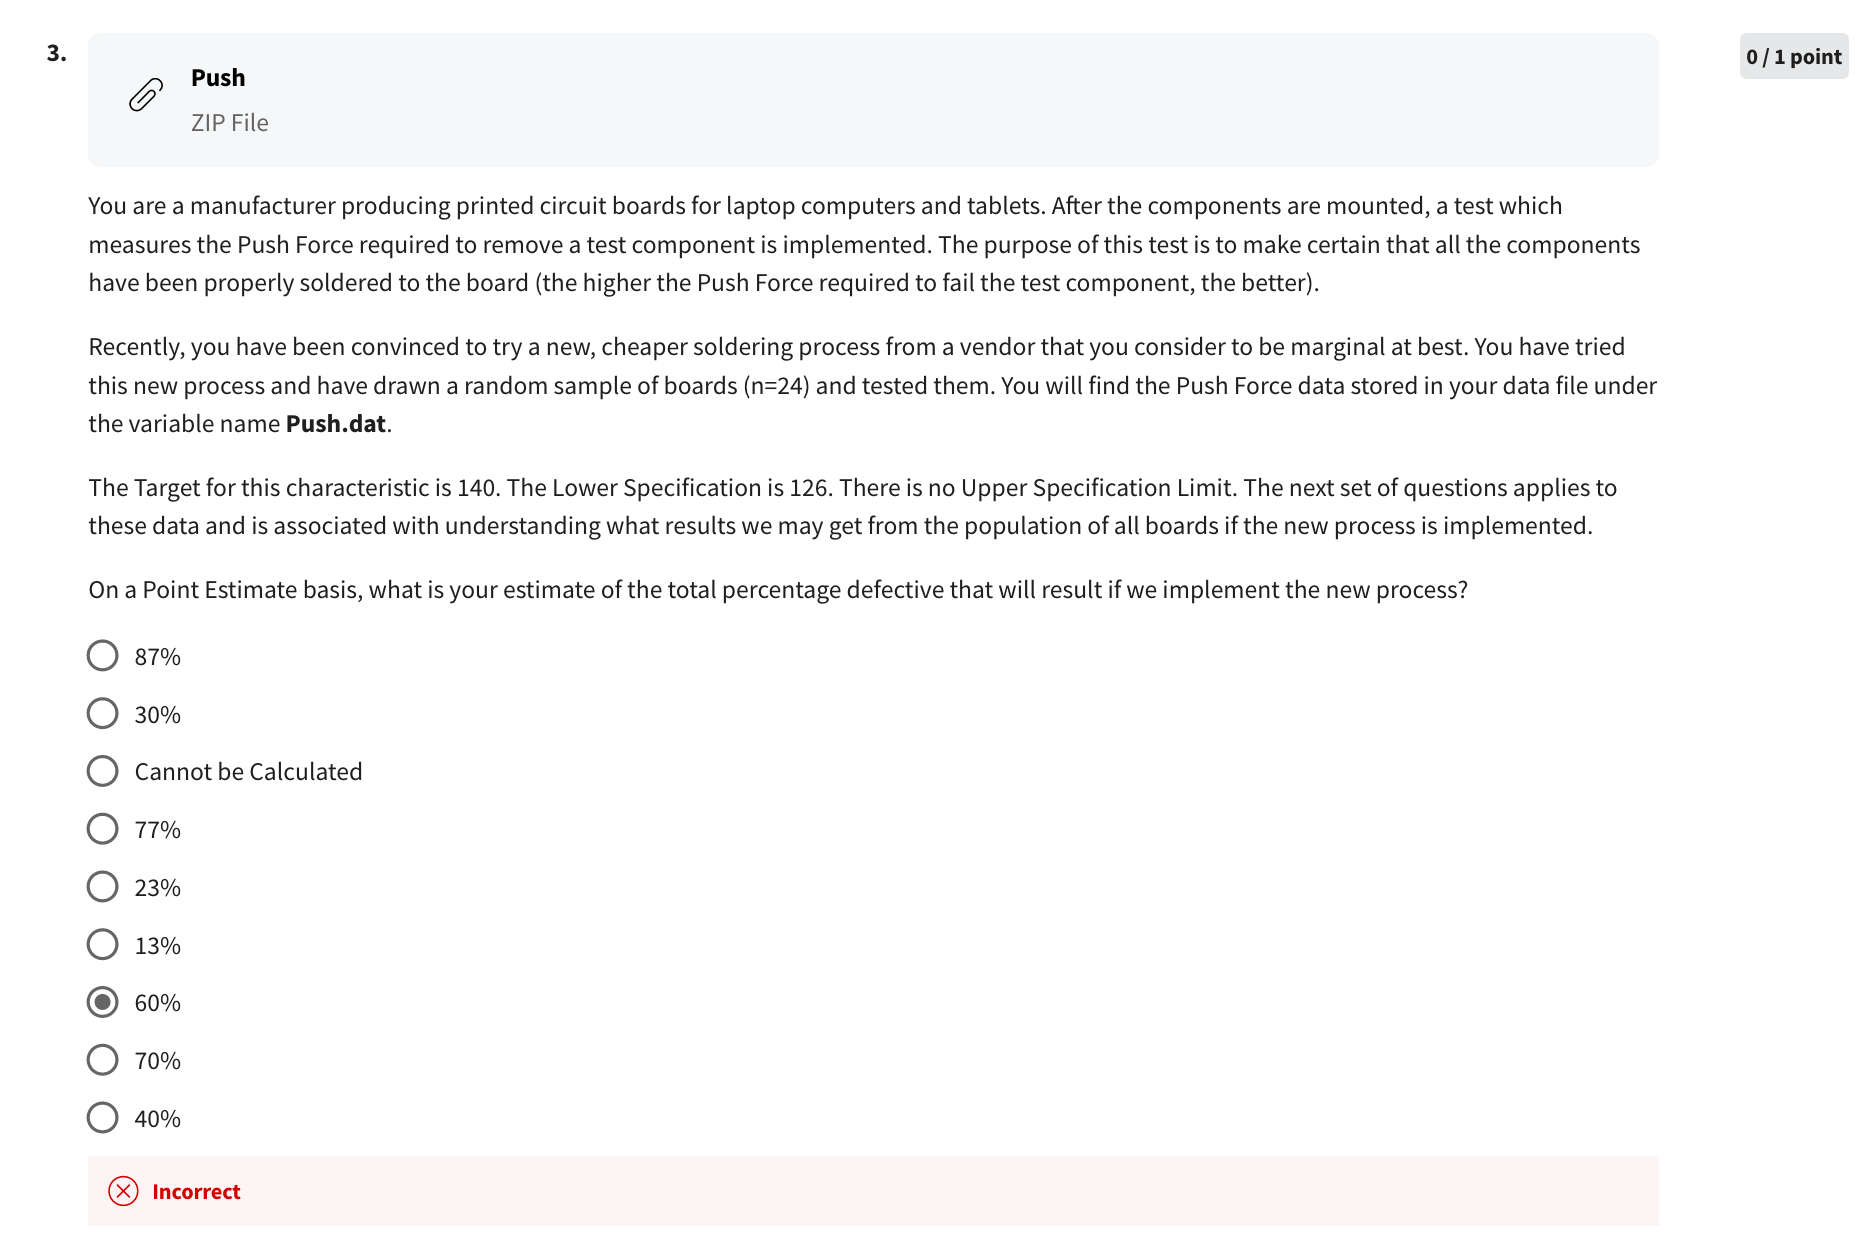 3.
Push
ZIP File
0 / 1 point
You are a manufacturer producing printed circuit boards for laptop computers and tablets. After the components are mounted, a test which
measures the Push Force required to remove a test component is implemented. The purpose of this test is to make certain that all the components
have been properly soldered to the board (the higher the Push Force required to fail the test component, the better).
Recently, you have been convinced to try a new, cheaper soldering process from a vendor that you consider to be marginal at best. You have tried
this new process and have drawn a random sample of boards (n=24) and tested them. You will find the Push Force data stored in your data file under
the variable name Push.dat.
The Target for this characteristic is 140. The Lower Specification is 126. There is no Upper Specification Limit. The next set of questions applies to
these data and is associated with understanding what results we may get from the population of all boards if the new process is implemented.
On a Point Estimate basis, what is your estimate of the total percentage defective that will result if we implement the new process?
87%
30%
Cannot be Calculated
77%
23%
13%
60%
70%
40%
Incorrect